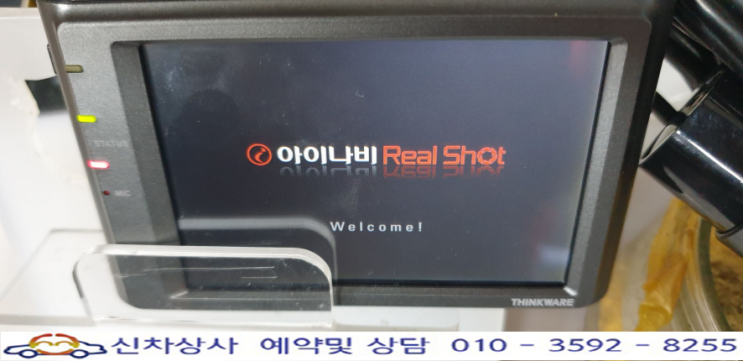 STATUS
MIC
아이나비 Real Shot
Welcome!
THINKWARE
신차상사 예약및 상담 010 - 3592 - 8255